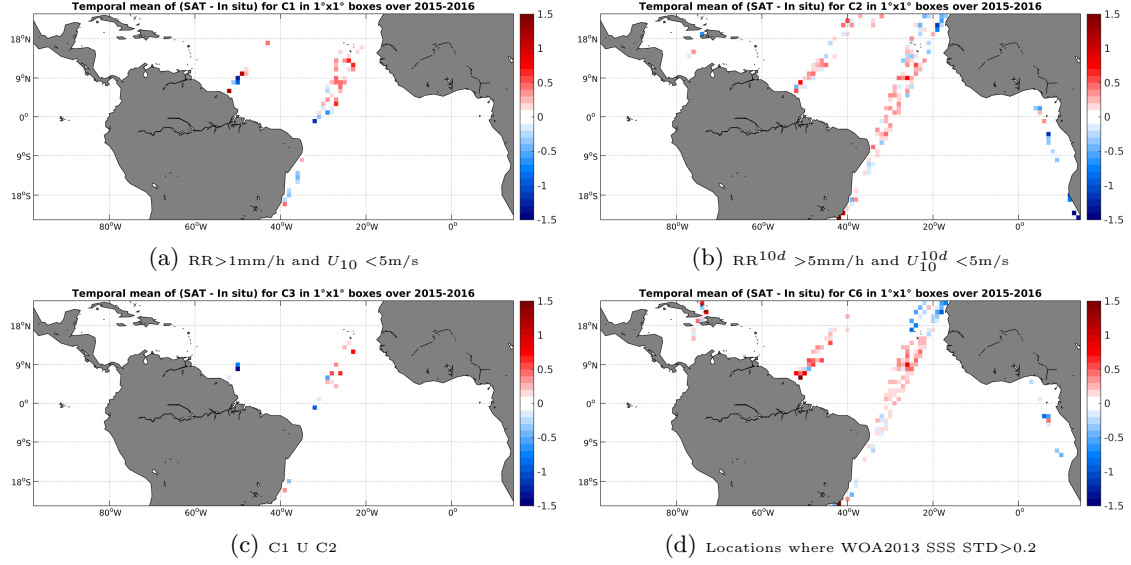 Temporal mean of (SAT - In situ) for C1 in 1°x1° boxes over 2015-2016
18°N
9°N
0°
9°S
18°S
80°W
60°W
40°W
20°W
0°
1.5
1
0.5
0
-0.5
-1
-1.5
(a) RR>1mm/h and U10 <5m/s
Temporal mean of (SAT - In situ) for C2 in 1°x1° boxes over 2015-2016
18°N
9°N
0°
9°S
18°S
80°W
60°W
40°W
20°W
0°
1.5
1
0.5
0
-0.5
-1
-1.5
(b) RR^10d >5mm/h and U10^10d <5m/s
Temporal mean of (SAT - In situ) for C3 in 1°x1° boxes over 2015-2016
18°N
9°N
0°
9°S
18°S
80°W
60°W
40°W
20°W
0°
1.5
1
0.5
0
-0.5
-1
-1.5
(c) C1 U C2
Temporal mean of (SAT - In situ) for C6 in 1°x1° boxes over 2015-2016
18°N
9°N
0°
9°S
18°S
80°W
60°W
40°W
20°W
0°
1.5
1
0.5
0
-0.5
-1
-1.5
(d) Locations where WOA2013 SSS STD>0.2